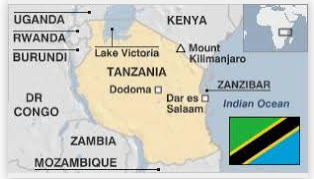 UGANDA
KENYA
RWANDA
BURUNDI
Lake Victoria
Mount
Kilimanjaro
TANZANIA
Dodoma
ZANZIBAR
Dar es
Salaam
Indian Ocean
DR
CONGO
ZAMBIA
MOZAMBIQUE